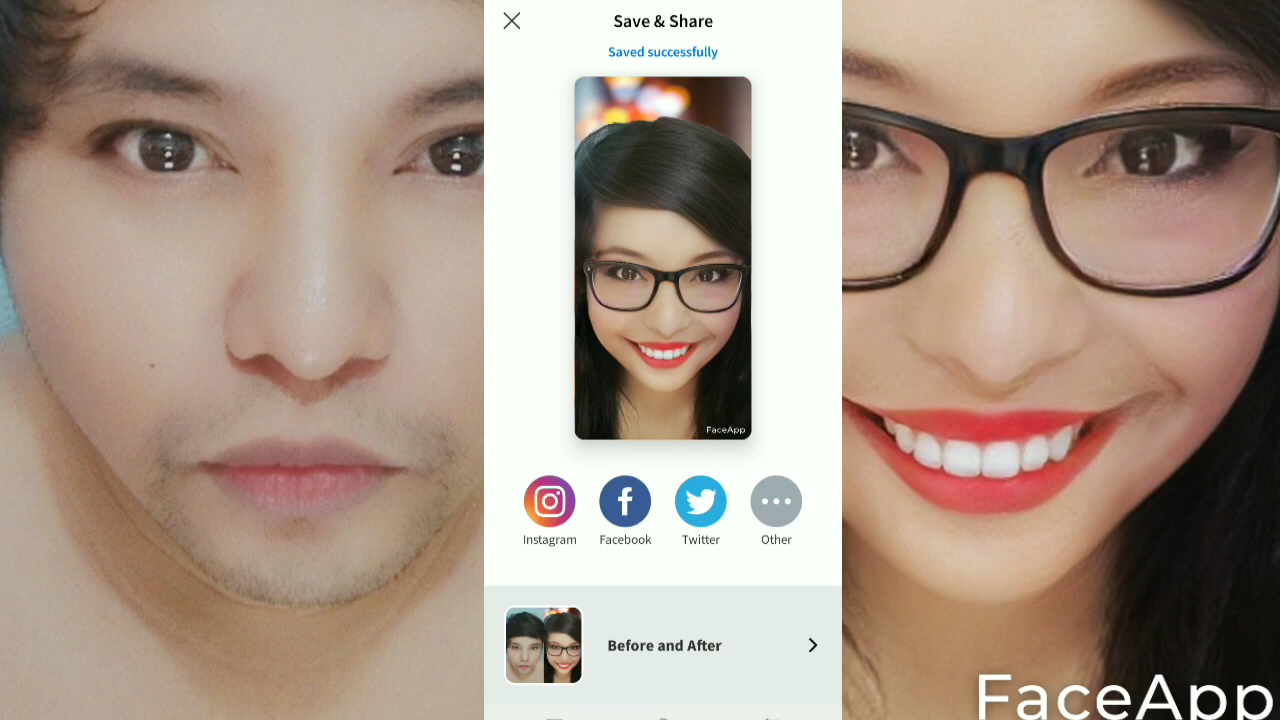 Save & Share
Saved successfully
FaceApp
Instagram
Facebook
Twitter
Other
Before and After
FaceApp